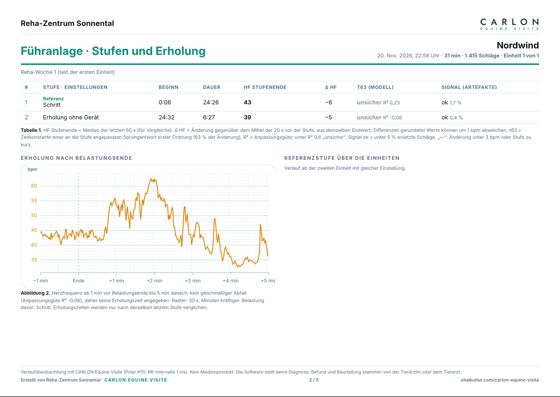 Reha-Zentrum Sonnental
CARLON
EQUINE VISITE
Führanlage · Stufen und Erholung
Nordwind
20. Nov. 2026, 22:58 Uhr · 31 min · 1.415 Schläge · Einheit 1 von 1
Reha-Woche 1 (seit der ersten Einheit)
# STUFE · EINSTELLUNGEN BEGINN DAUER HF STUFENENDE Δ HF T63 (MODELL) SIGNAL (ARTEFAKTE)
1 Referenz Schritt 0:06 24:26 43 −6 unsicher R² 0,23 ok 1,7 %
2 Erholung ohne Gerät 24:32 6:27 39 −5 unsicher R² -0,06 ok 0,4 %
Tabelle 1. HF Stufenende = Median der letzten 60 s (für Vergleiche). Δ HF = Änderung gegenüber dem Mittel der 20 s vor der Stufe, aus demselben Endwert; Differenzen gerundeter Werte können um 1 bpm abweichen. τ63 =
Zeitkonstante einer an die Stufe angepassten Sprungantwort erster Ordnung (63 % der Änderung), R² = Anpassungsgüte; unter R² 0,6 „unsicher“. Signal ok = unter 5 % ersetzte Schläge. „—“: Änderung unter 3 bpm oder Stufe zu
kurz.
ERHOLUNG NACH BELASTUNGSENDE
REFERENZSTUFE ÜBER DIE EINHEITEN
Verlauf ab der zweiten Einheit mit gleicher Einstellung.
bpm
60
55
50
45
40
35
−1 min Ende +1 min +2 min +3 min +4 min +5 mi
Abbildung 2. Herzfrequenz ab 1 min vor Belastungsende bis 5 min danach; kein gleichmäßiger Abfall
(Anpassungsgüte R² -0,06), daher keine Erholungszeit angegeben. Raster: 30 s, Minuten kräftiger. Belastung
davor: Schritt. Erholungszeiten werden nur nach derselben letzten Stufe verglichen.
Verlaufsbeobachtung mit CARLON Equine Visite (Polar H10; RR-Intervalle 1 ms). Kein Medizinprodukt. Die Software stellt keine Diagnose; Befund und Beurteilung stammen von der Tierärztin oder dem Tierarzt.
Erstellt von Reha-Zentrum Sonnental · CARLON EQUINE VISITE
2 / 5
vitalkultur.com/carlon-equine-visite